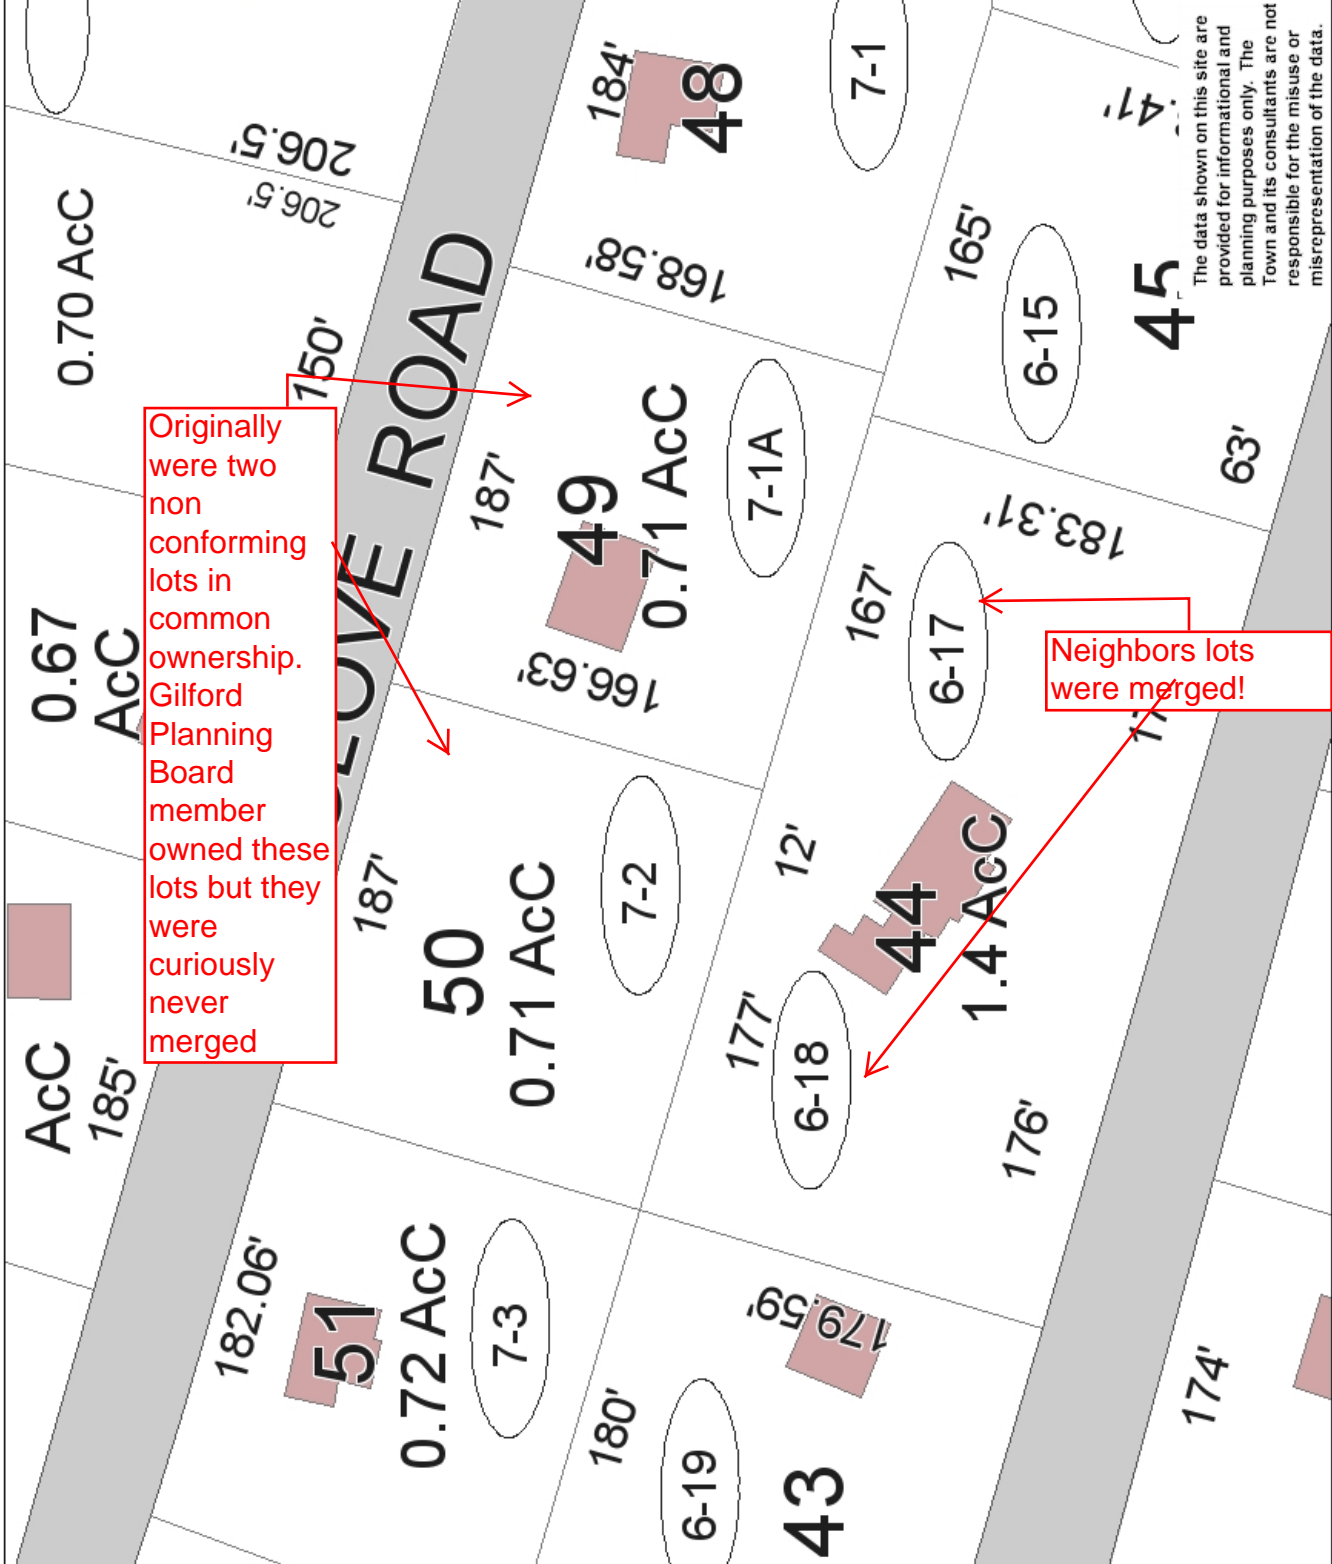 206.5'
206.5'
184'
48
7-1
.41'
The data shown on this site are
provided for informational and
planning purposes only. The
Town and its consultants are not
responsible for the misuse or
misrepresentation of the data.
0.70 AcC
150'
ROAD
168.58'
165'
6-15
45
Originally
were two
non
conforming
lots in
common
ownership.
Gilford
Planning
Board
member
owned these
lots but they
were
curiously
never
merged
187'
49
0.71 AcC
7-1A
183.31'
63'
0.67
AcC
166.63'
167'
6-17
Neighbors lots
were merged!
187'
50
0.71 AcC
7-2
12'
44
1.4 AcC
AcC
185'
177'
6-18
176'
182.06'
51
0.72 AcC
7-3
179.59'
180'
6-19
43
174'